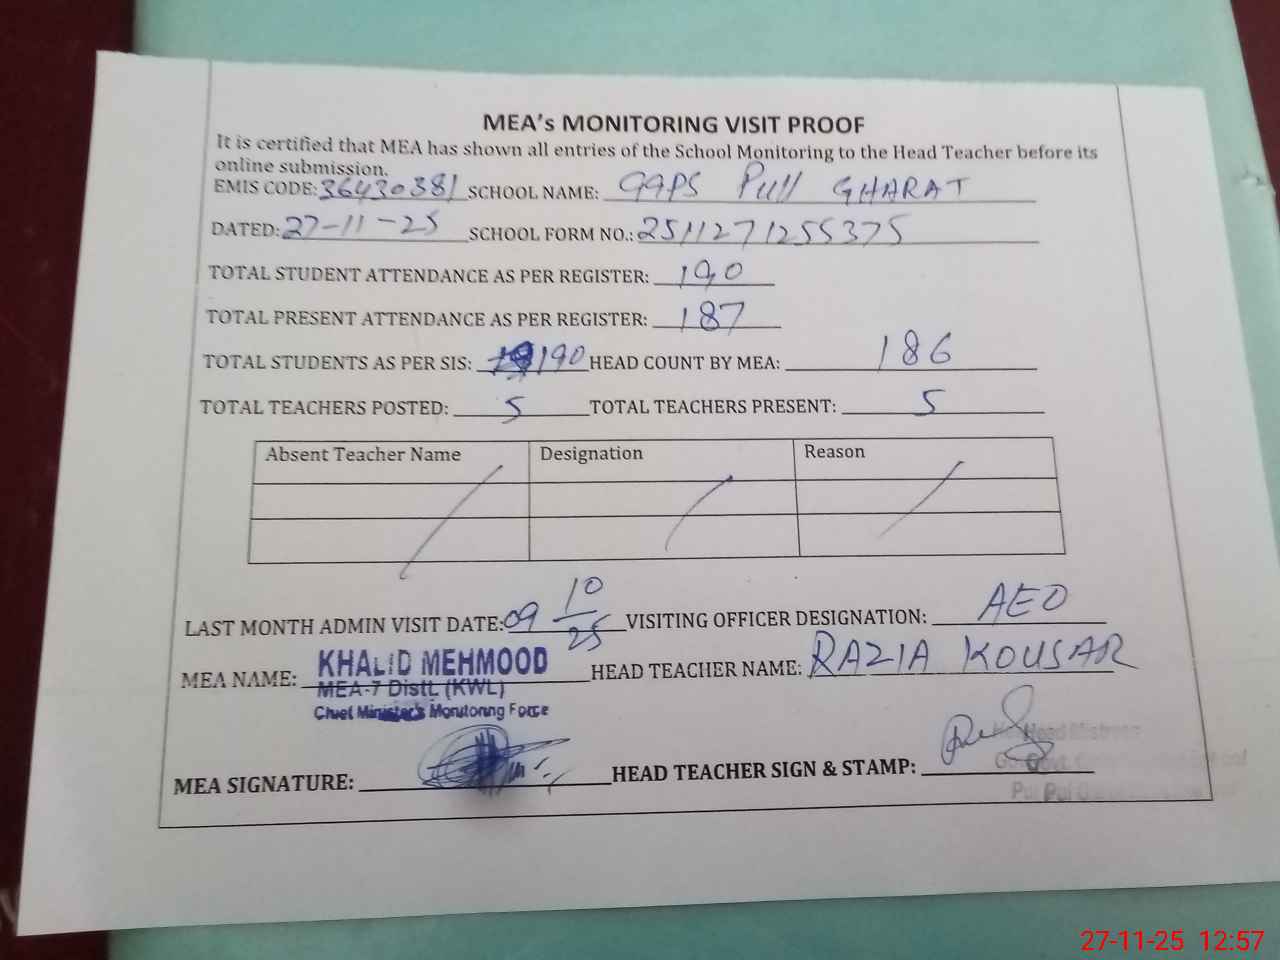 MEA's MONITORING VISIT PROOF
It is certified that MEA has shown all entries of the School Monitoring to the Head Teacher before its
online submission.
EMIS CODE: 36430381 SCHOOL NAME: GGPS Pull GHARAT
DATED: 27-11-25 SCHOOL FORM NO.: 2511271255375
TOTAL STUDENT ATTENDANCE AS PER REGISTER: 190
TOTAL PRESENT ATTENDANCE AS PER REGISTER: 187
TOTAL STUDENTS AS PER SIS: 190 HEAD COUNT BY MEA: 186
TOTAL TEACHERS POSTED: 5 TOTAL TEACHERS PRESENT: 5
Absent Teacher Name Designation Reason
LAST MONTH ADMIN VISIT DATE: 09 10/25 VISITING OFFICER DESIGNATION: AEO
MEA NAME: KHALID MEHMOOD HEAD TEACHER NAME: RAZIA KOUSAR
MEA-7 Distt. (KWL)
Chief Minister's Monitoring Force
MEA SIGNATURE: HEAD TEACHER SIGN & STAMP:
Head Mistress
Govt.
27-11-25 12:57